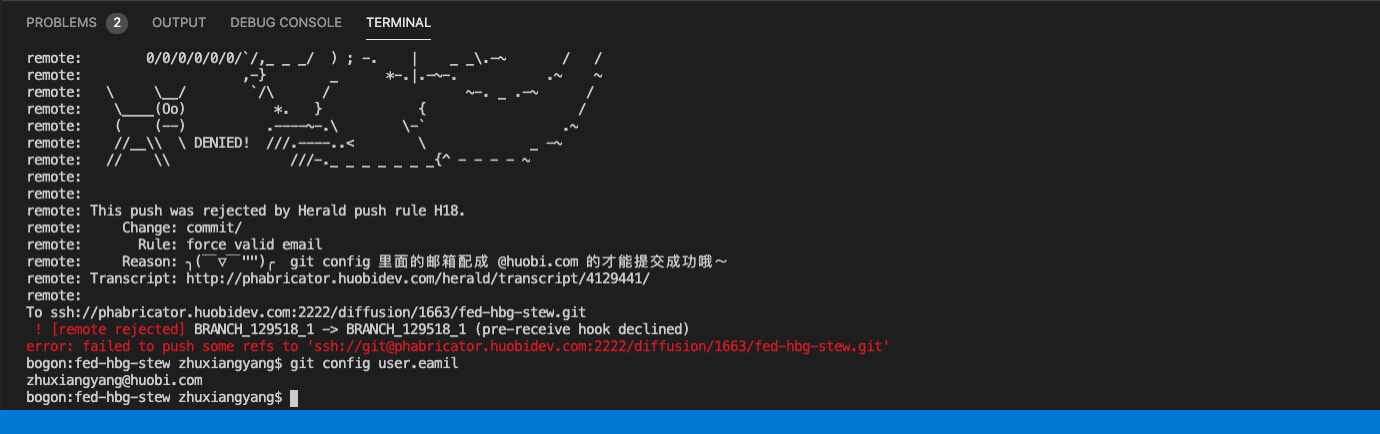 PROBLEMS 2 OUTPUT DEBUG CONSOLE TERMINAL
remote:        0/0/0/0/0/0/`/,_ _ _/  ) ; -.    |    _ _\.-~       /   /
remote:                    ,-}        _      *-.|.-~-.           .~    ~
remote:   \     \__/        `/\      /                 ~-. _ .-~      /
remote:    \____(Oo)           *.   }            {                   /
remote:    (    (--)          .----~-.\        \-`                 .~
remote:    //__\\  \ DENIED!  ///.----..<        \             _ -~
remote:   //    \\               ///-._ _ _ _ _ _ _{^ - - - - ~
remote:
remote:
remote: This push was rejected by Herald push rule H18.
remote:     Change: commit/
remote:       Rule: force valid email
remote:     Reason: ╮(￣▽￣"")╭  git config 里面的邮箱配成 @huobi.com 的才能提交成功哦～
remote: Transcript: http://phabricator.huobidev.com/herald/transcript/4129441/
remote:
To ssh://phabricator.huobidev.com:2222/diffusion/1663/fed-hbg-stew.git
 ! [remote rejected] BRANCH_129518_1 -> BRANCH_129518_1 (pre-receive hook declined)
error: failed to push some refs to 'ssh://git@phabricator.huobidev.com:2222/diffusion/1663/fed-hbg-stew.git'
bogon:fed-hbg-stew zhuxiangyang$ git config user.eamil
zhuxiangyang@huobi.com
bogon:fed-hbg-stew zhuxiangyang$